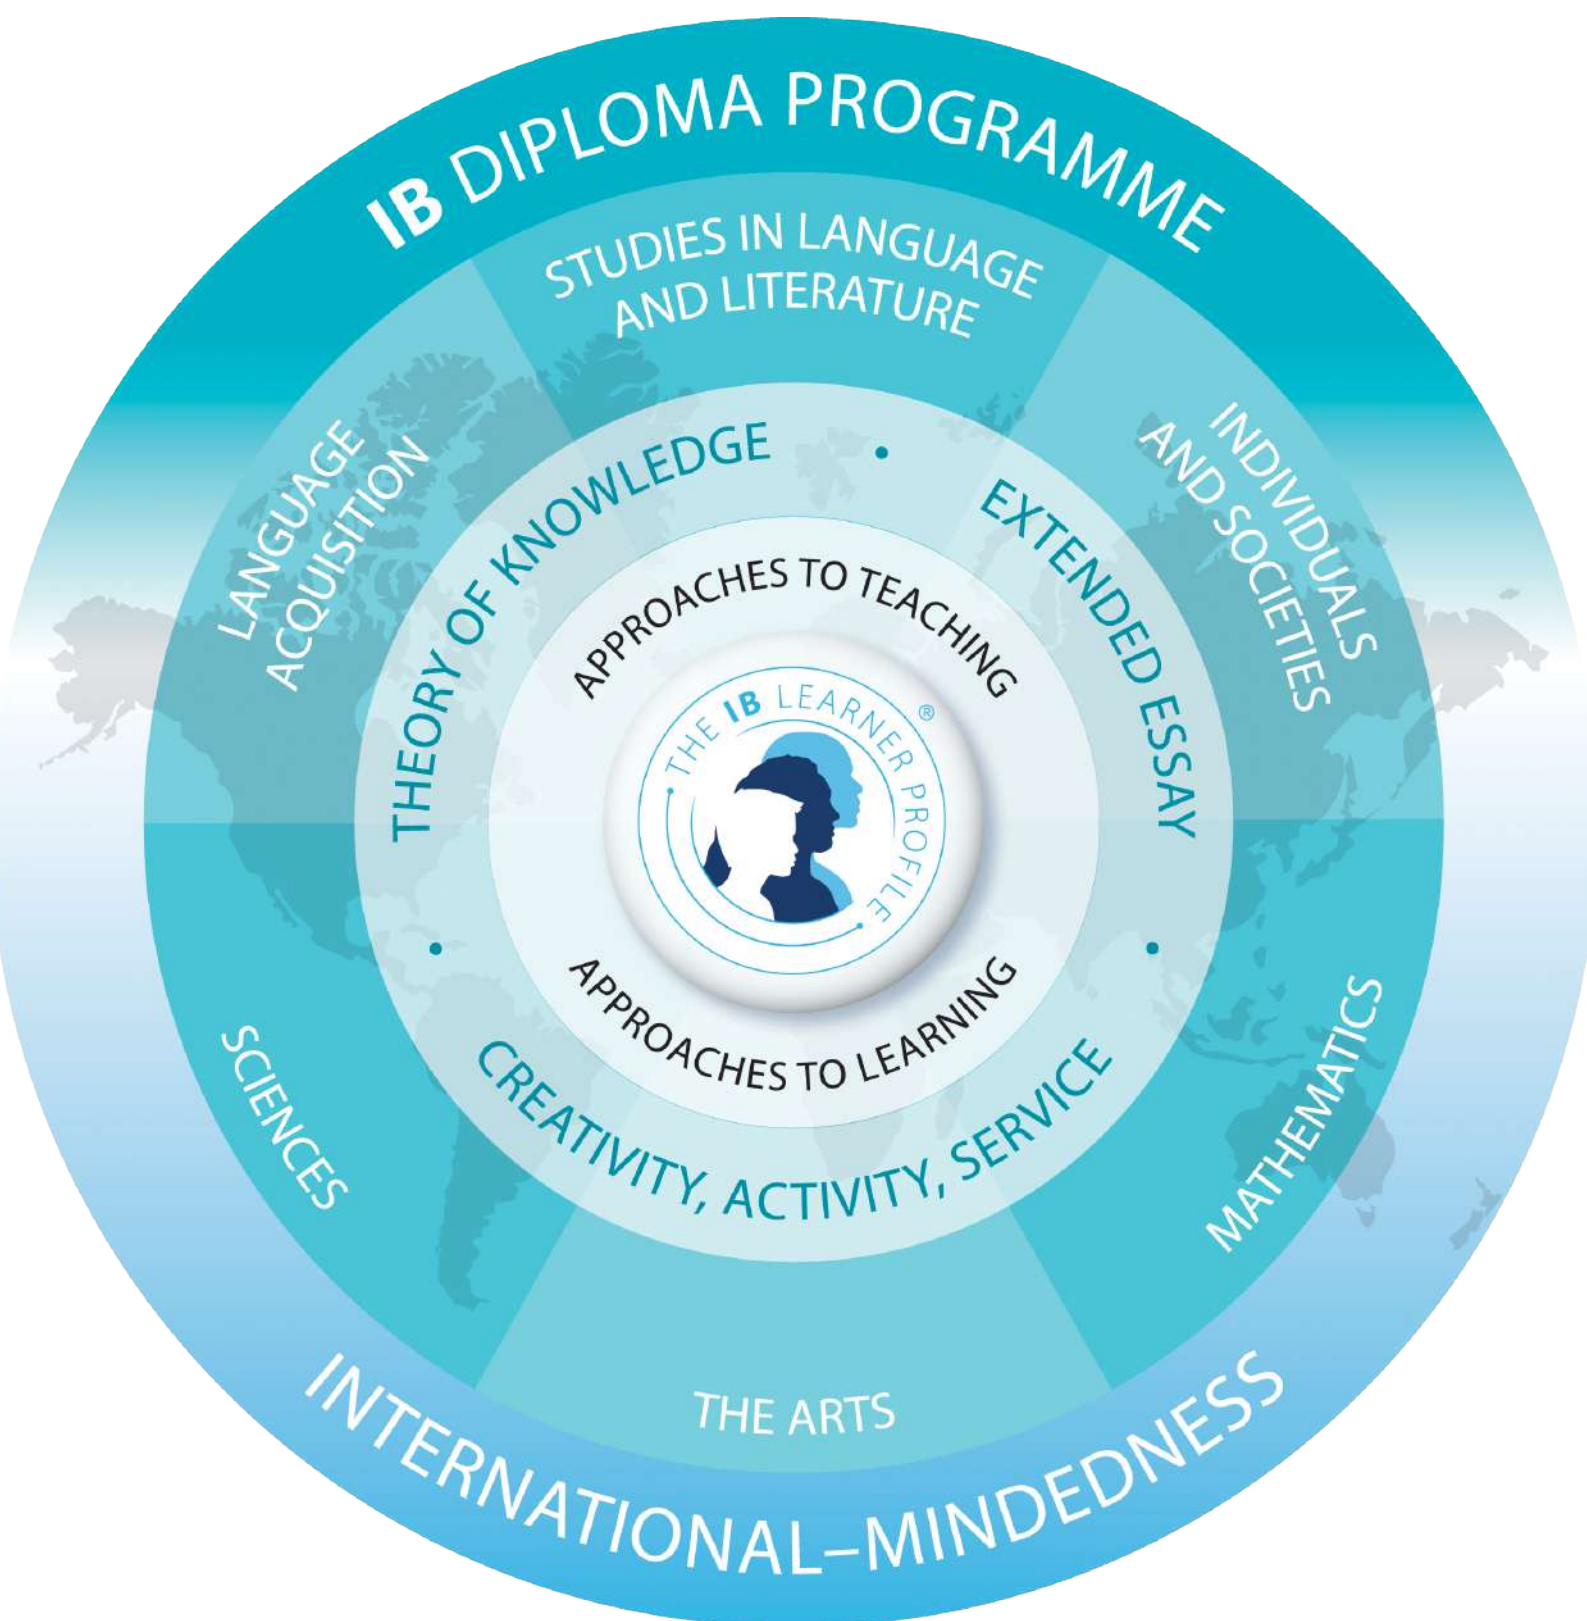 IB DIPLOMA PROGRAMME
STUDIES IN LANGUAGE
AND LITERATURE
LANGUAGE
ACQUISITION
INDIVIDUALS
AND SOCIETIES
THEORY OF KNOWLEDGE
•
EXTENDED ESSAY
APPROACHES TO TEACHING
THE IB LEARNER PROFILE
®
APPROACHES TO LEARNING
•
CREATIVITY, ACTIVITY, SERVICE
•
SCIENCES
MATHEMATICS
THE ARTS
INTERNATIONAL–MINDEDNESS